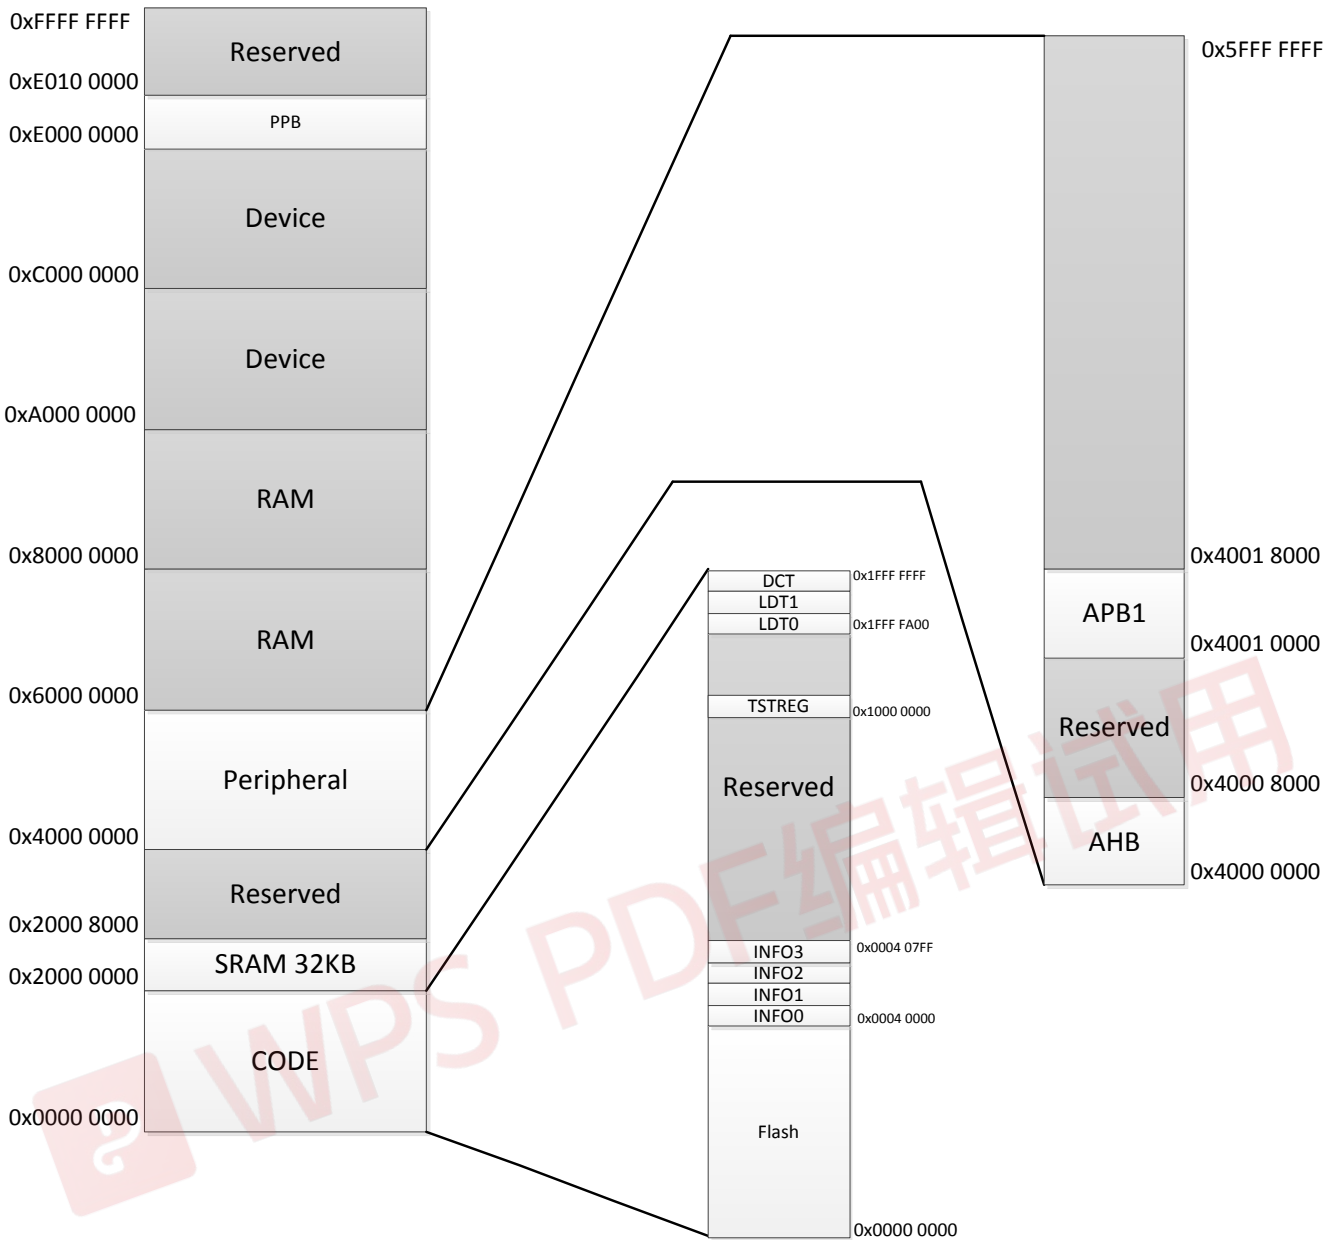 0xFFFF FFFF
Reserved
0xE010 0000
PPB
0xE000 0000
Device
0xC000 0000
Device
0xA000 0000
RAM
0x8000 0000
RAM
0x6000 0000
Peripheral
0x4000 0000
Reserved
0x2000 8000
SRAM 32KB
0x2000 0000
CODE
0x0000 0000
DCT
0x1FFF FFFF
LDT1
LDT0
0x1FFF FA00
TSTREG
0x1000 0000
Reserved
INFO3
0x0004 07FF
INFO2
INFO1
INFO0
0x0004 0000
Flash
0x0000 0000
0x5FFF FFFF
0x4001 8000
APB1
0x4001 0000
Reserved
0x4000 8000
AHB
0x4000 0000
WPS PDF编辑试用